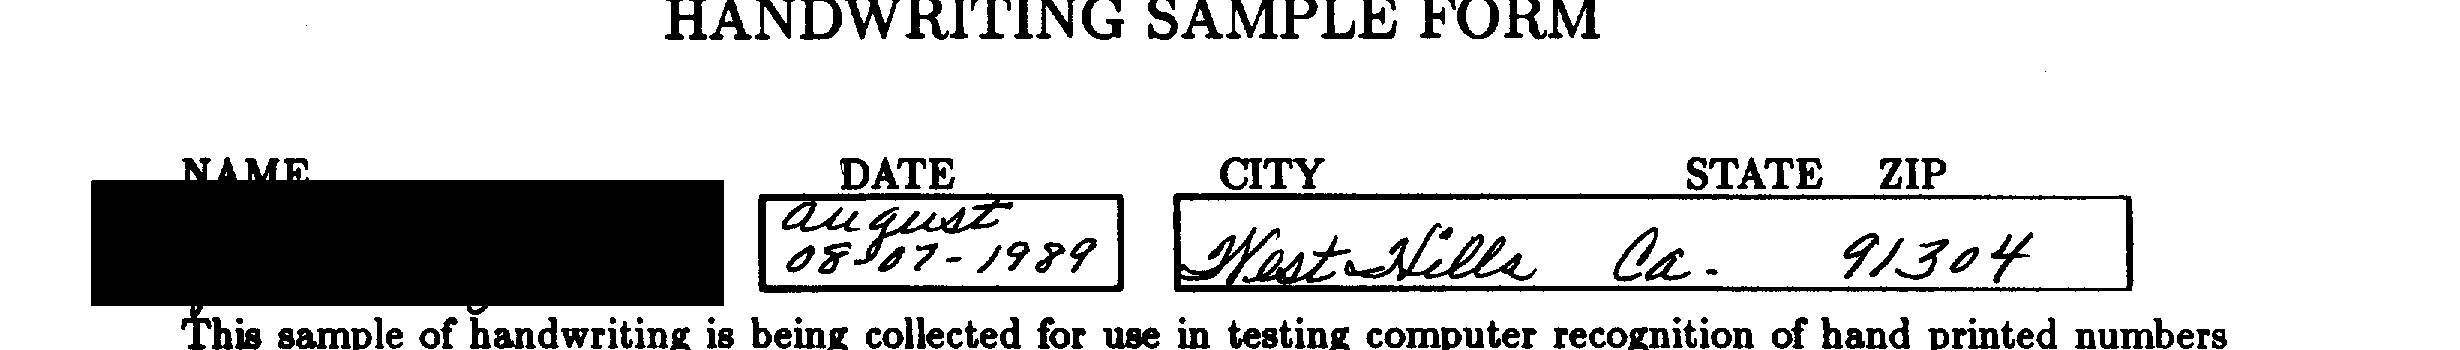 HANDWRITING SAMPLE FORM
NAME DATE CITY STATE ZIP
august
08-07-1989 West Hills Ca. 91304
This sample of handwriting is being collected for use in testing computer recognition of hand printed numbers